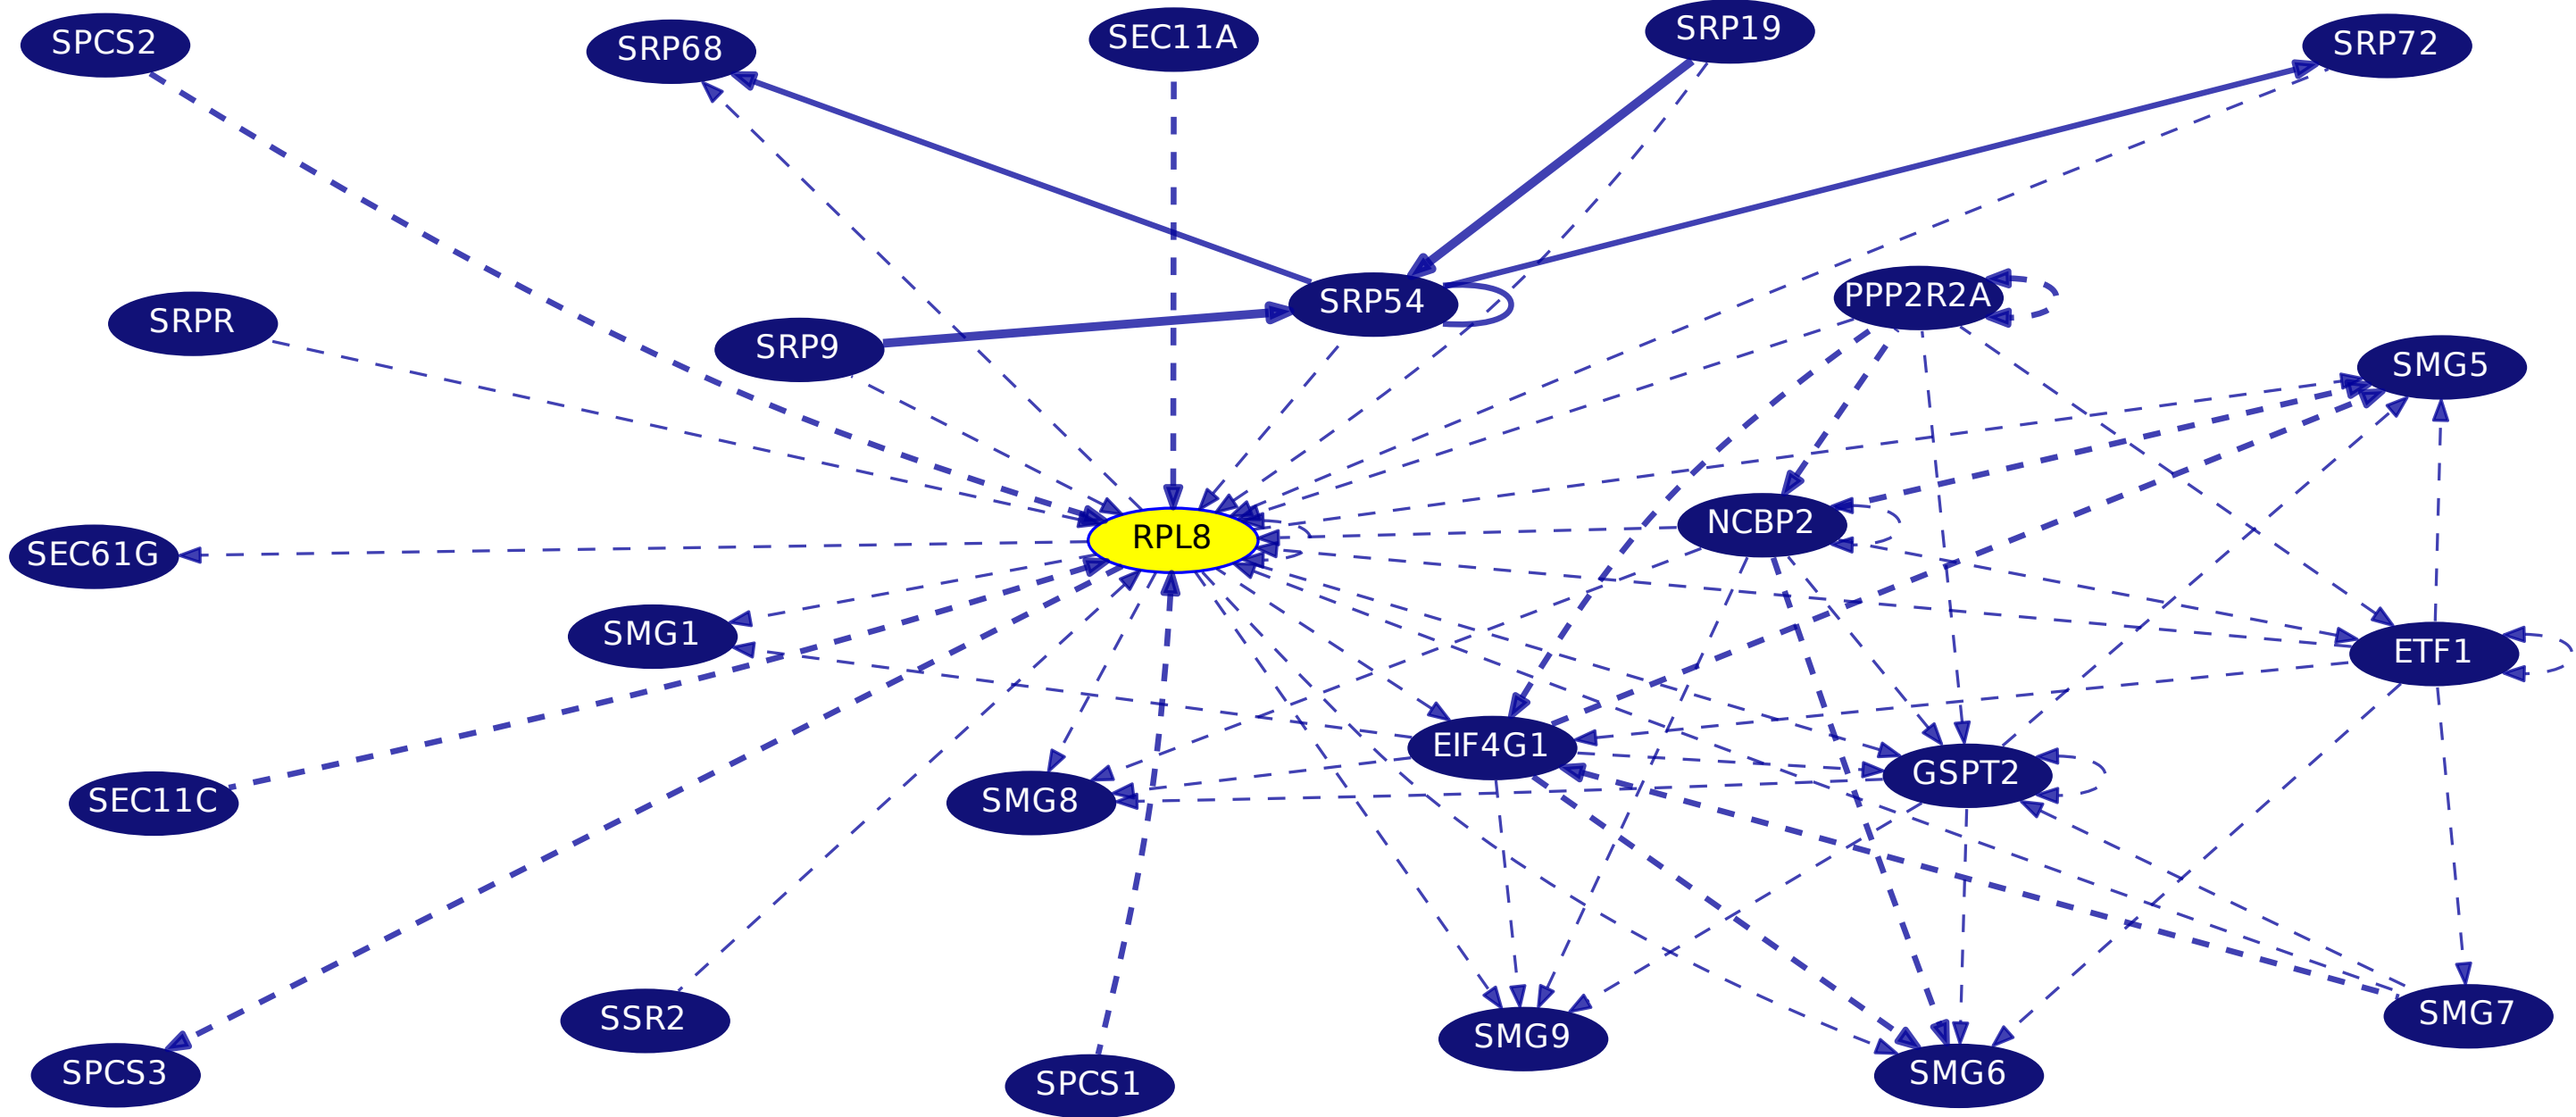 SPCS2
SRP68
SEC11A
SRP19
SRP72
SRPR
SRP9
SRP54
PPP2R2A
SMG5
SEC61G
RPL8
NCBP2
SMG1
ETF1
SEC11C
SMG8
EIF4G1
GSPT2
SPCS3
SSR2
SPCS1
SMG9
SMG6
SMG7